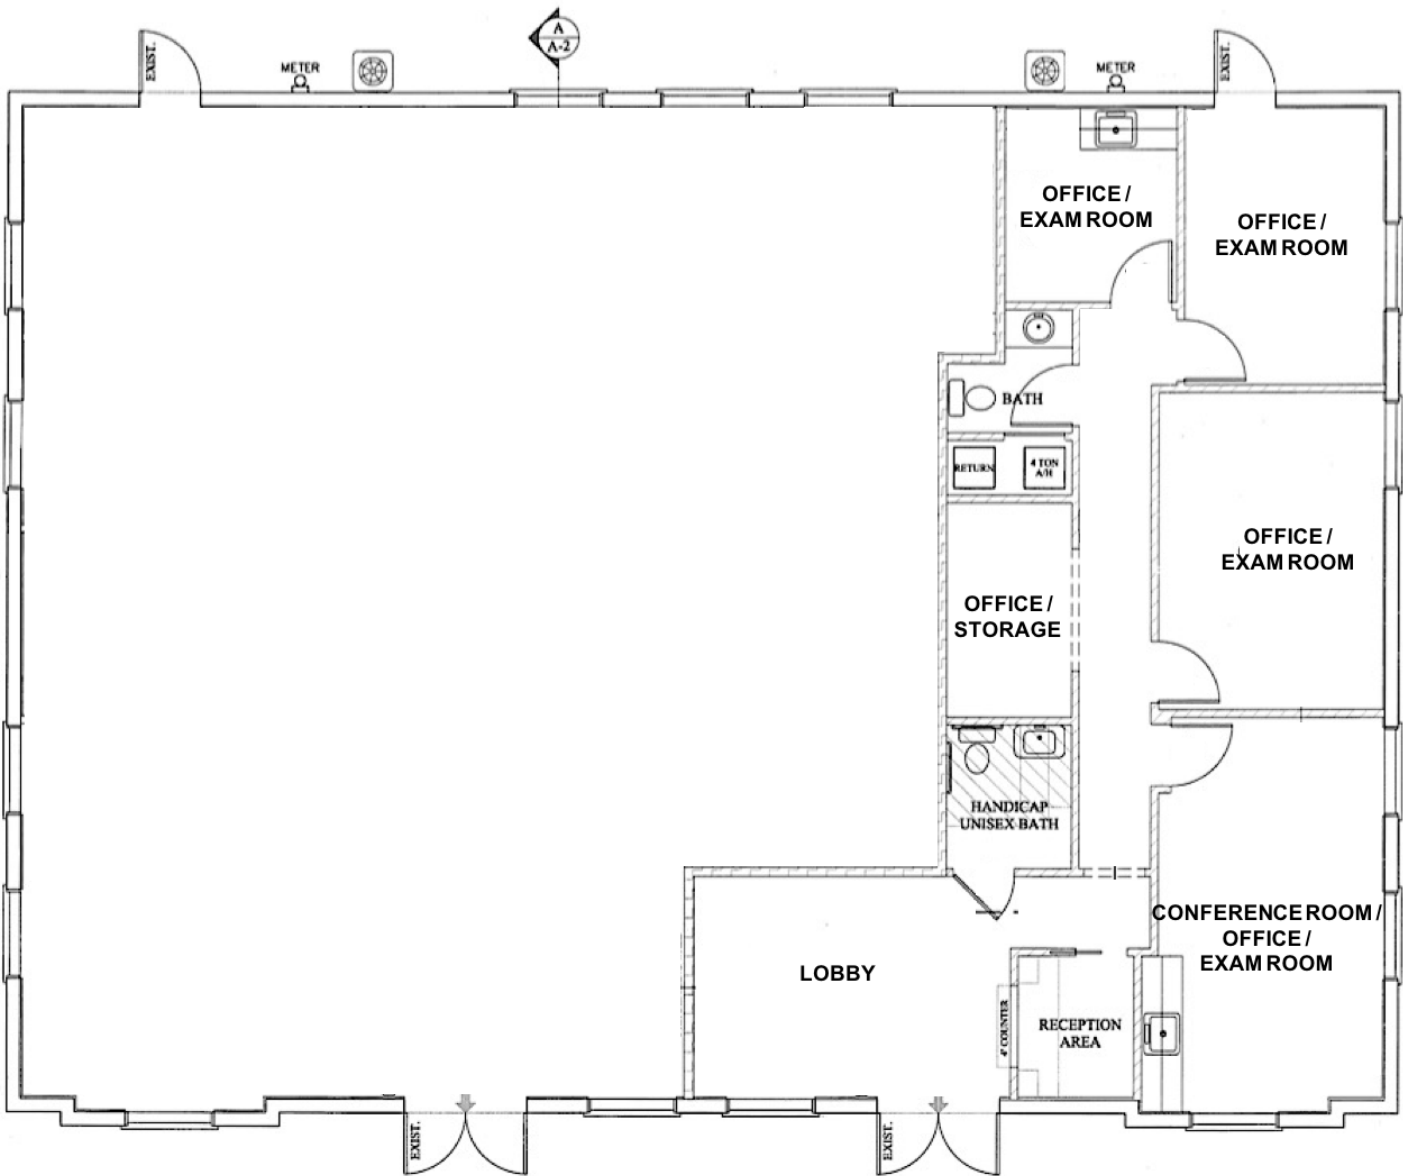 A
A-2
EXIST.
METER
METER
EXIST.
OFFICE /
EXAM ROOM
OFFICE /
EXAM ROOM
BATH
RETURN
4 TON
A/H
OFFICE /
EXAM ROOM
OFFICE /
STORAGE
HANDICAP
UNISEX BATH
CONFERENCE ROOM /
OFFICE /
EXAM ROOM
LOBBY
4' COUNTER
RECEPTION
AREA
EXIST.
EXIST.